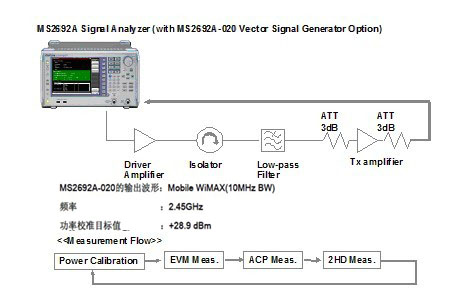 MS2692A Signal Analyzer (with MS2692A-020 Vector Signal Generator Option)
ATT
3dB
ATT
3dB
Driver
Amplifier
Isolator
Low-pass
Filter
Tx amplifier
MS2692A-020的输出波形：Mobile WiMAX(10MHz BW)
频率 ：2.45GHz
功率校准目标值 ：+28.9 dBm
<<Measurement Flow>>
Power Calibration
EVM Meas.
ACP Meas.
2HD Meas.